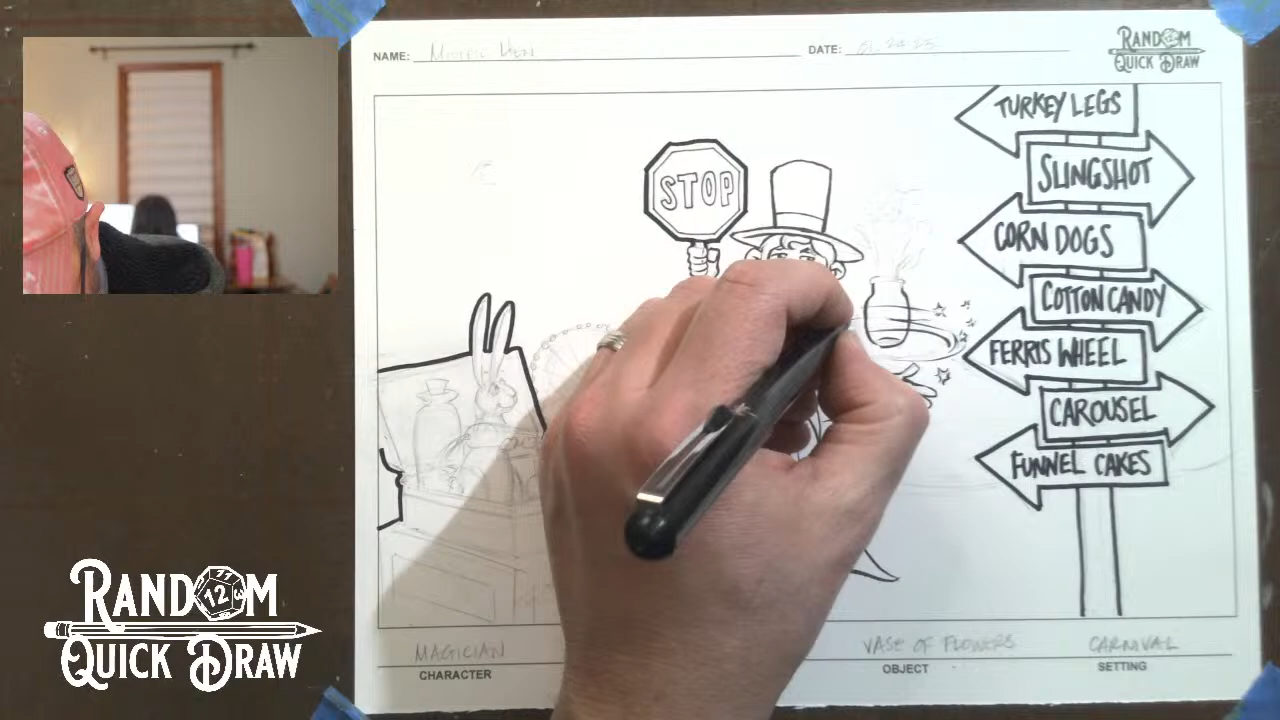 NAME:
DATE:
RANDOM
QUICK DRAW
TURKEY LEGS
SLINGSHOT
STOP
CORN DOGS
COTTON CANDY
FERRIS WHEEL
CAROUSEL
FUNNEL CAKES
RANDOM
12
QUICK DRAW
MAGICIAN
VASE OF FLOWERS
CARNIVAL
CHARACTER
OBJECT
SETTING